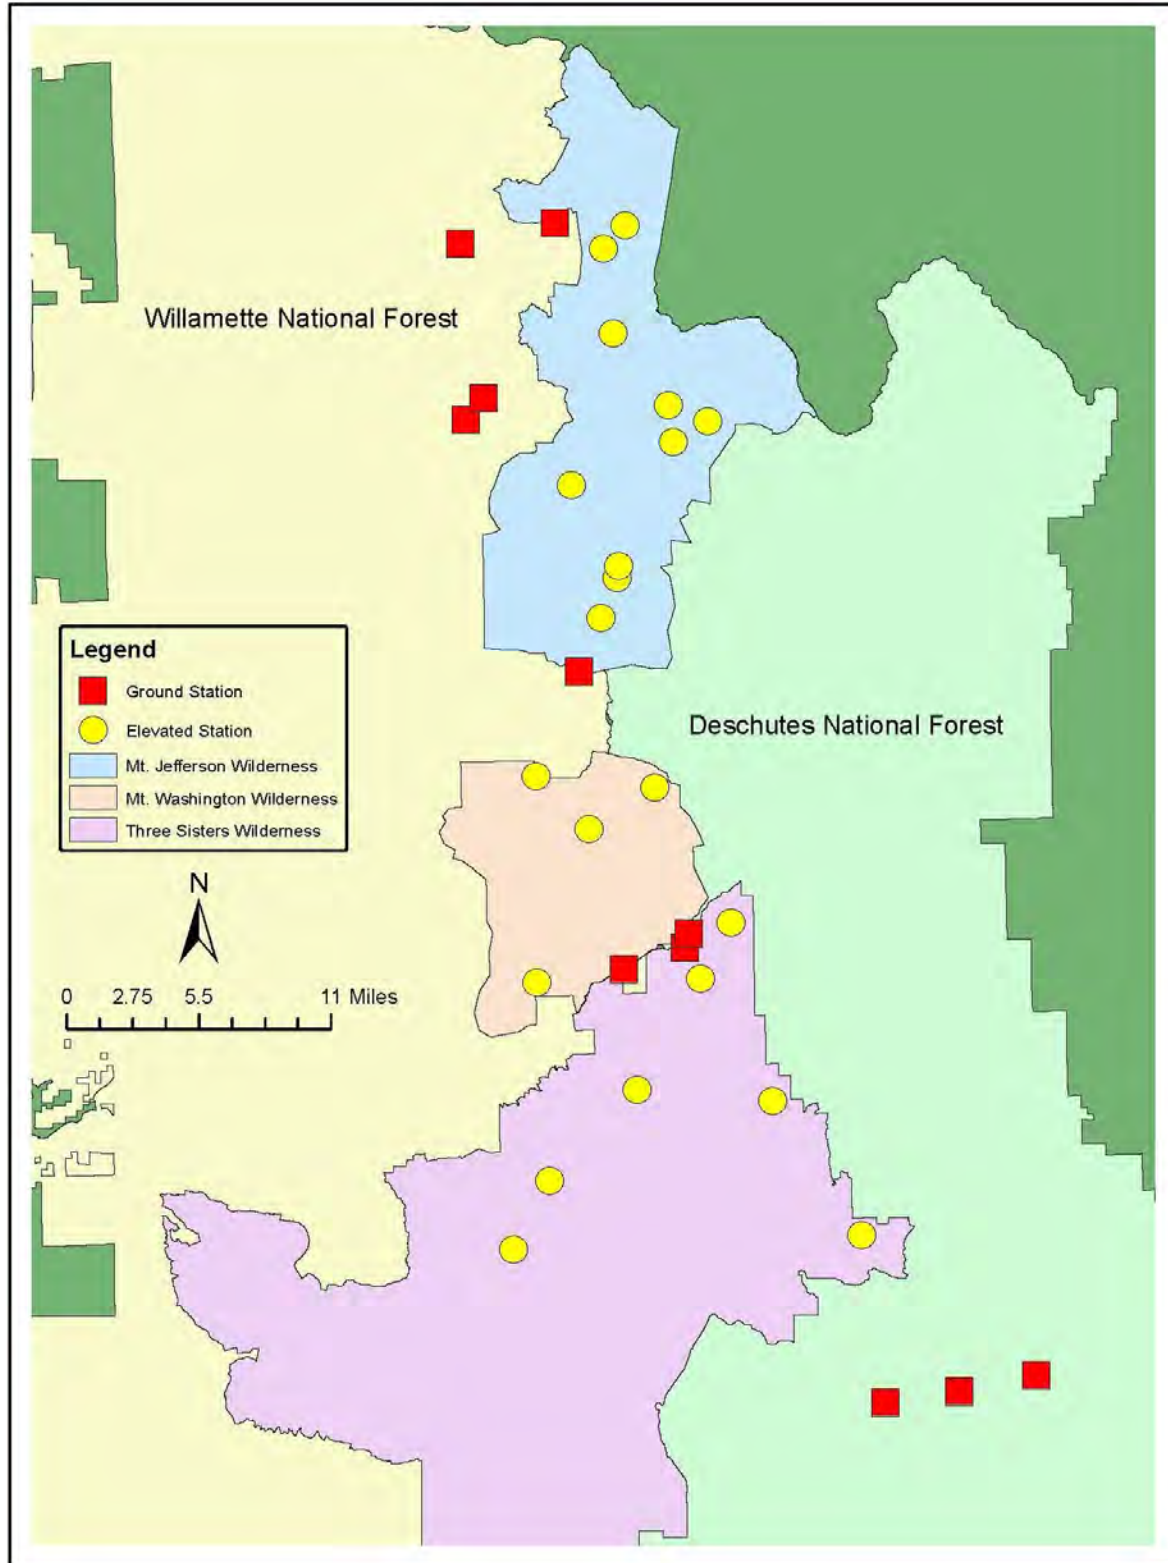 Willamette National Forest
Legend
Ground Station
Elevated Station
Deschutes National Forest
Mt. Jefferson Wilderness
Mt. Washington Wilderness
Three Sisters Wilderness
N
0 2.75 5.5 11 Miles